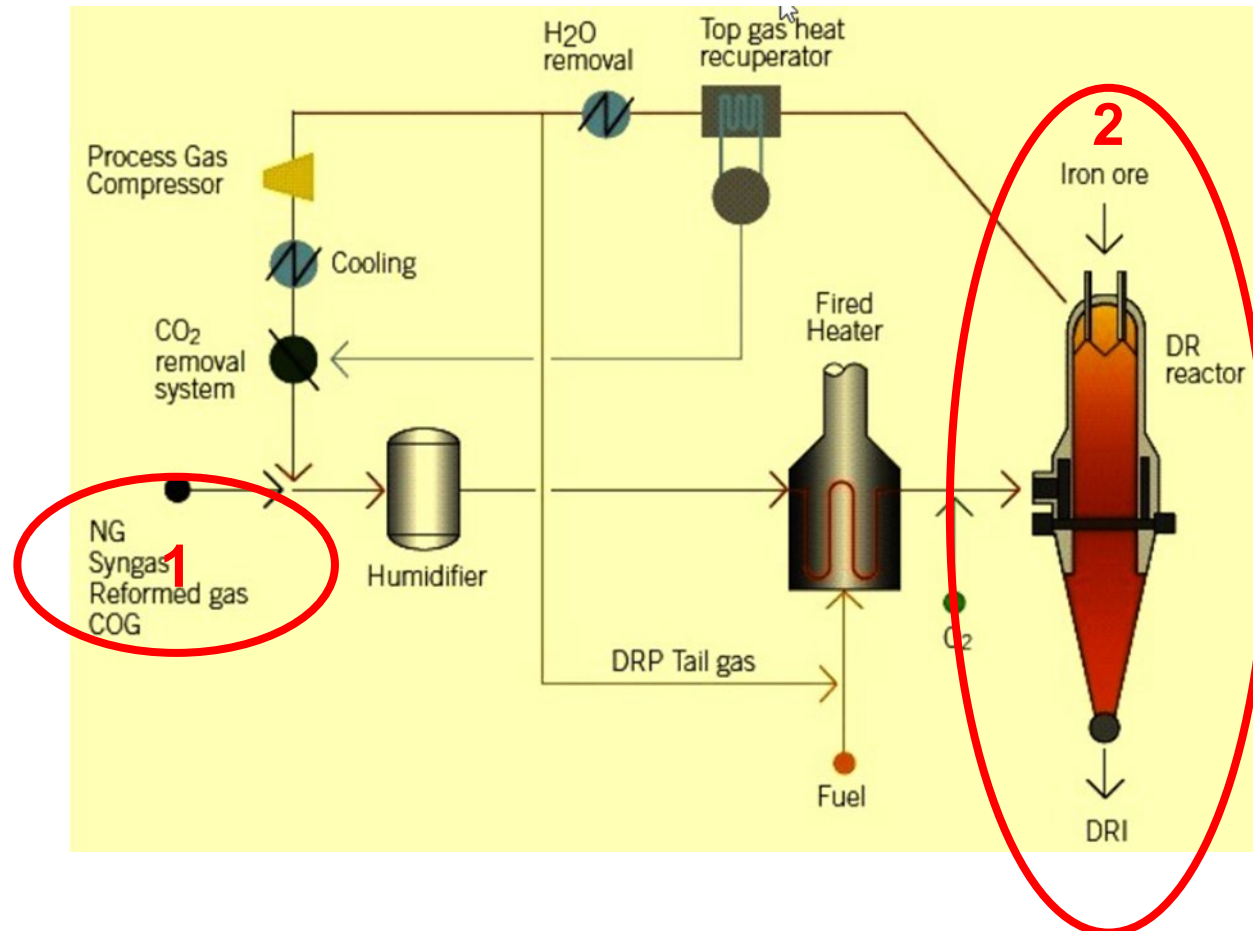 H2O
removal
Top gas heat
recuperator
2
Iron ore
Process Gas
Compressor
Cooling
Fired
Heater
CO2
removal
system
DR
reactor
NG
Syngas
1
Reformed gas
COG
Humidifier
O2
DRP Tail gas
Fuel
DRI